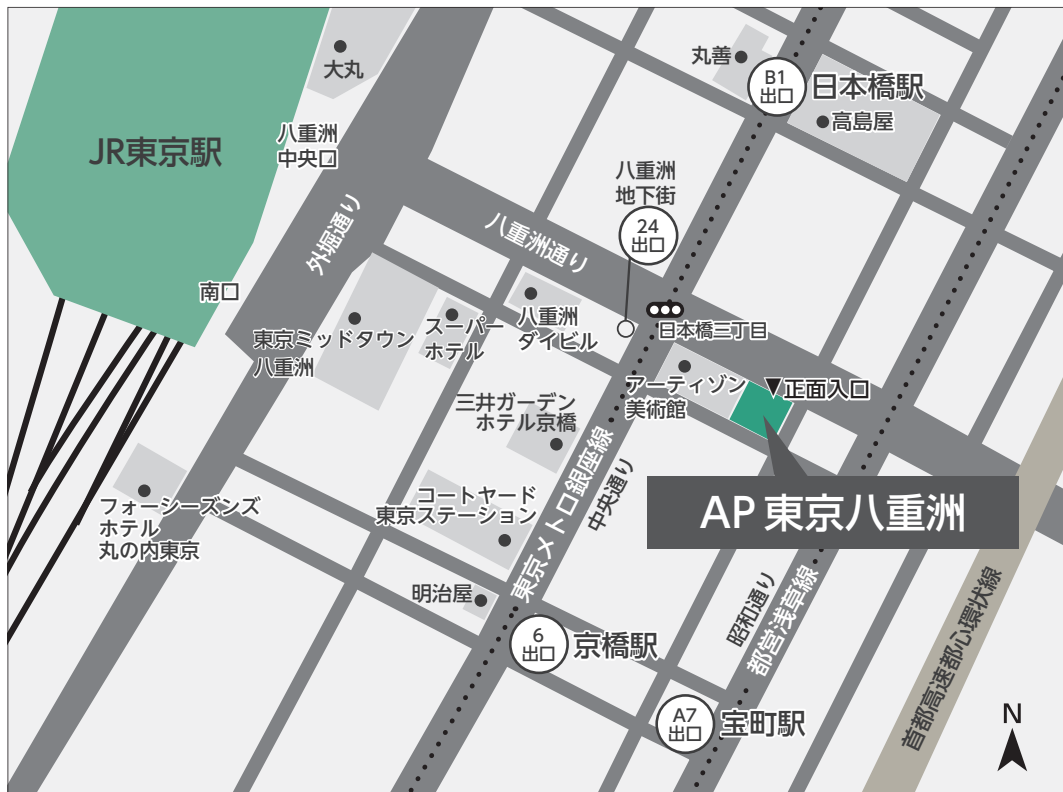 大丸
丸善
B1
出口
日本橋駅
高島屋
JR東京駅
八重洲
中央口
八重洲
地下街
24
出口
外堀通り
八重洲通り
南口
東京ミッドタウン
八重洲
スーパー
ホテル
八重洲
ダイビル
日本橋三丁目
アーティゾン
美術館
正面入口
三井ガーデン
ホテル京橋
AP 東京八重洲
フォーシーズンズ
ホテル
丸の内東京
コートヤード
東京ステーション
東京メトロ銀座線
中央通り
明治屋
6
出口
京橋駅
昭和通り
都営浅草線
首都高速都心環状線
A7
出口
宝町駅
N